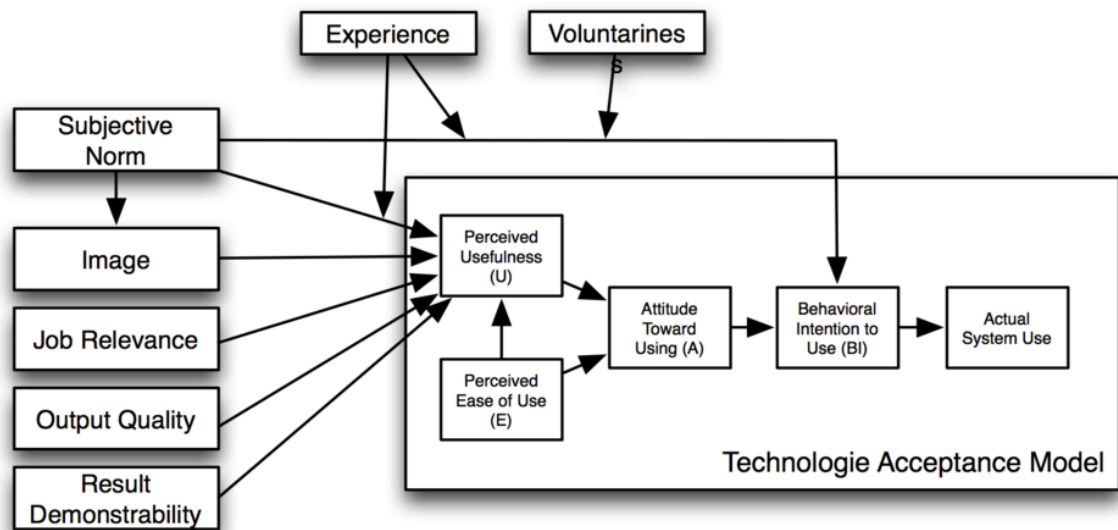 Experience
Voluntarines
s
Subjective
Norm
Image
Job Relevance
Output Quality
Result
Demonstrability
Perceived
Usefulness
(U)
Perceived
Ease of Use
(E)
Attitude
Toward
Using (A)
Behavioral
Intention to
Use (BI)
Actual
System Use
Technologie Acceptance Model